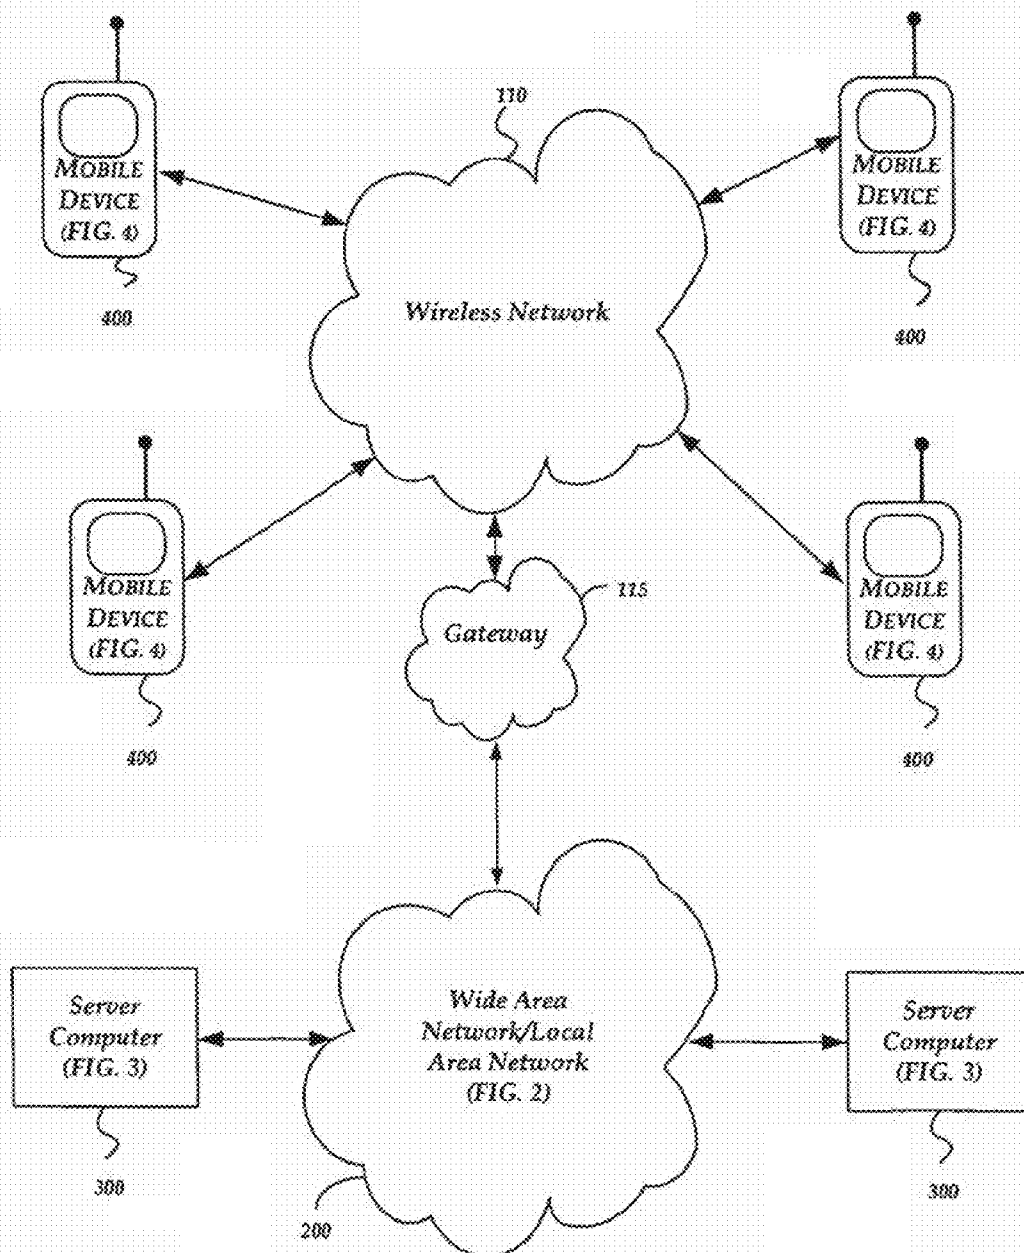 110
MOBILE
DEVICE
(FIG. 4)
400
MOBILE
DEVICE
(FIG. 4)
400
Wireless Network
MOBILE
DEVICE
(FIG. 4)
400
MOBILE
DEVICE
(FIG. 4)
400
115
Gateway
Server
Computer
(FIG. 3)
300
Wide Area
Network/Local
Area Network
(FIG. 2)
200
Server
Computer
(FIG. 3)
300